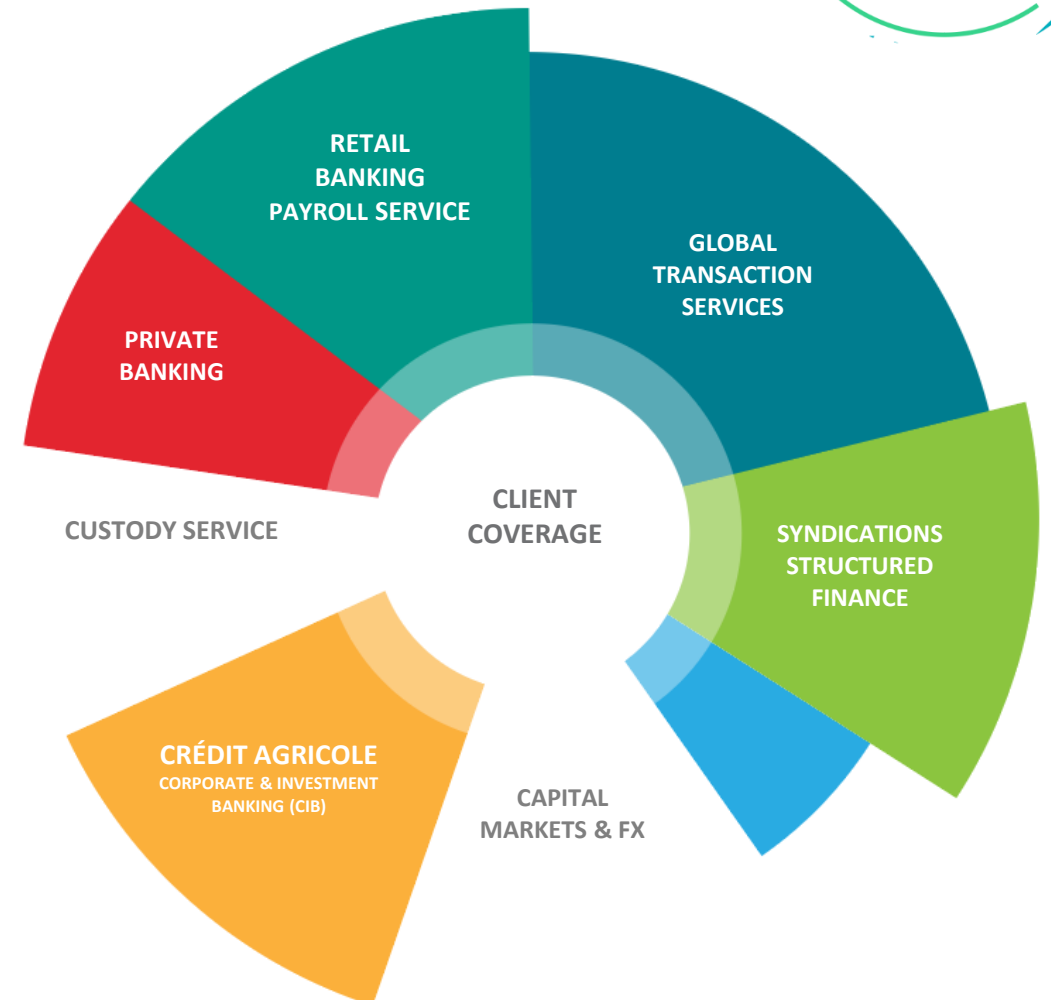 RETAIL
BANKING
PAYROLL SERVICE
GLOBAL
TRANSACTION
SERVICES
PRIVATE
BANKING
CLIENT
COVERAGE
CUSTODY SERVICE
SYNDICATIONS
STRUCTURED
FINANCE
CRÉDIT AGRICOLE
CORPORATE & INVESTMENT
BANKING (CIB)
CAPITAL
MARKETS & FX